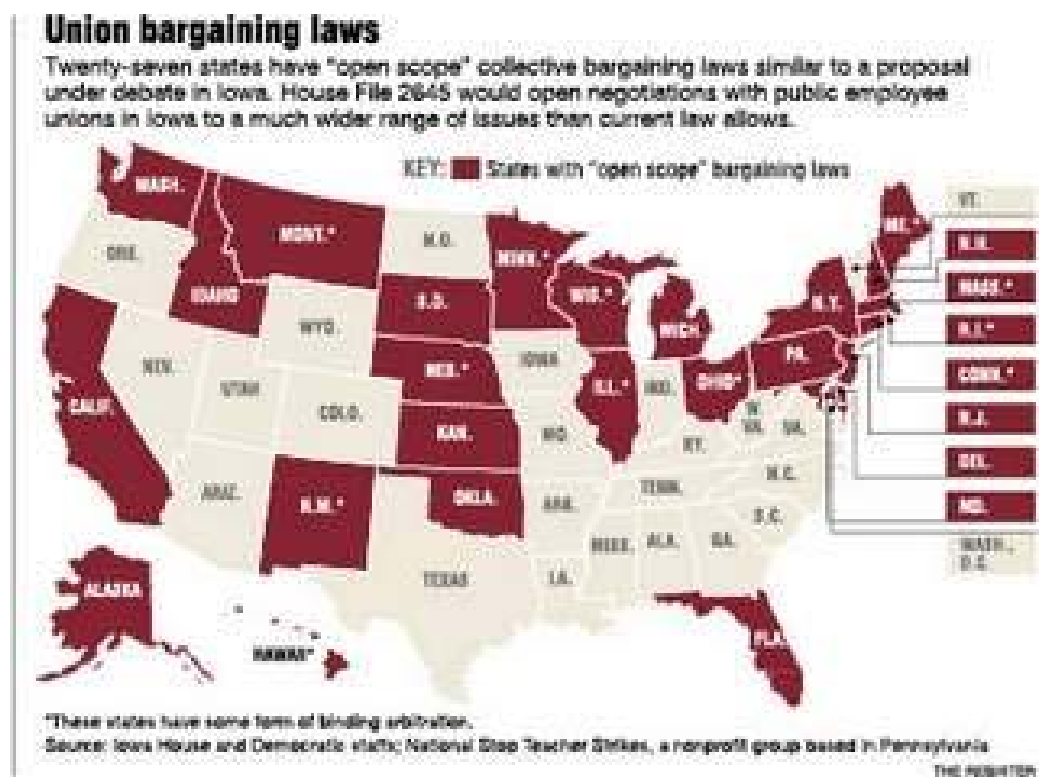 Union bargaining laws
Twenty-seven states have "open scope" collective bargaining laws similar to a proposal
under debate in Iowa. House File 2645 would open negotiations with public employee
unions in Iowa to a much wider range of issues than current law allows.
KEY: States with "open scope" bargaining laws
WASH.
MONT.*
N.D.
MINN.*
ME.*
VT.
N.H.
ORE.
IDAHO
S.D.
WIS.*
MICH.
N.Y.
MASS.*
WYO.
R.I.*
NEV.
UTAH
COLO.
NEB.*
IOWA
ILL.*
IND.
OHIO*
PA.
CONN.*
CALIF.
KAN.
MO.
KY.
W.
VA.
VA.
N.J.
ARIZ.
N.M.*
OKLA.
ARK.
TENN.
N.C.
DEL.
S.C.
MD.
TEXAS
LA.
MISS.
ALA.
GA.
WASH.,
D.C.
ALASKA
HAWAII*
FLA.
*These states have some form of binding arbitration.
Source: Iowa House and Democratic staffs; National Stop Teacher Strikes, a nonprofit group based in Pennsylvania
THE REGISTER